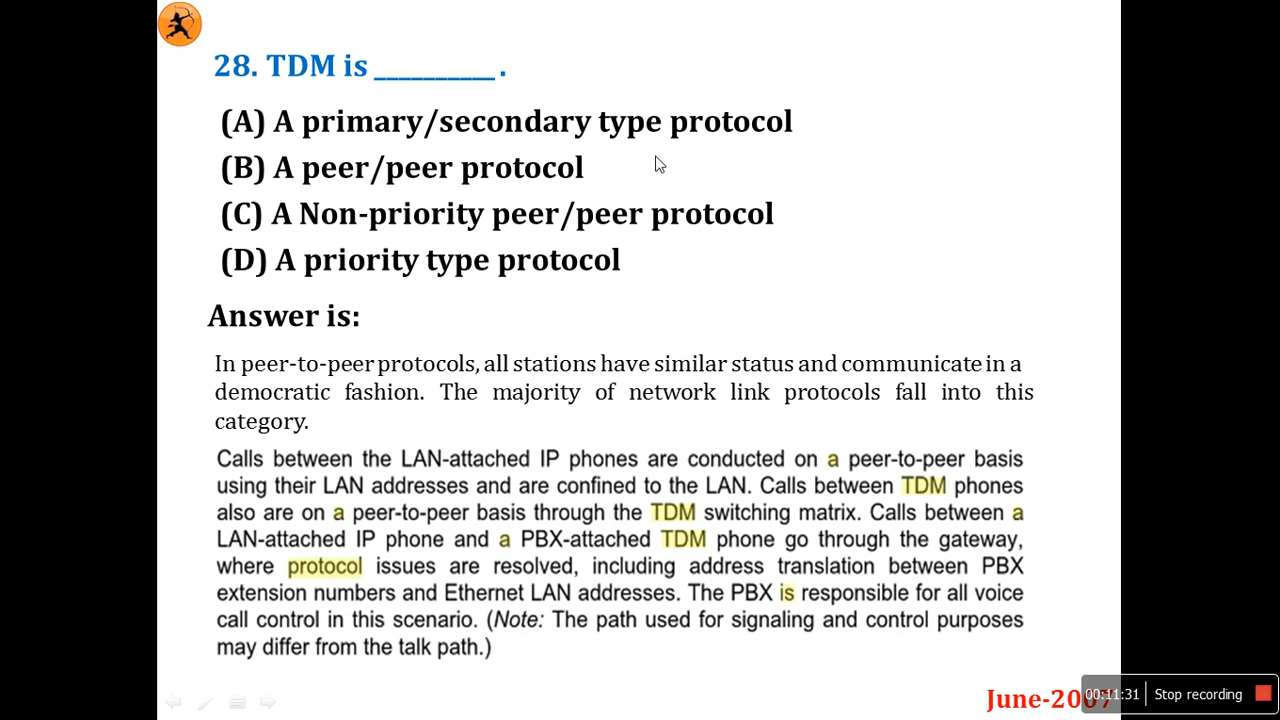 28. TDM is __________ .
(A) A primary/secondary type protocol
(B) A peer/peer protocol
(C) A Non-priority peer/peer protocol
(D) A priority type protocol
Answer is:
In peer-to-peer protocols, all stations have similar status and communicate in a
democratic fashion. The majority of network link protocols fall into this
category.
Calls between the LAN-attached IP phones are conducted on a peer-to-peer basis
using their LAN addresses and are confined to the LAN. Calls between TDM phones
also are on a peer-to-peer basis through the TDM switching matrix. Calls between a
LAN-attached IP phone and a PBX-attached TDM phone go through the gateway,
where protocol issues are resolved, including address translation between PBX
extension numbers and Ethernet LAN addresses. The PBX is responsible for all voice
call control in this scenario. (Note: The path used for signaling and control purposes
may differ from the talk path.)
June-2007
00:11:31 Stop recording